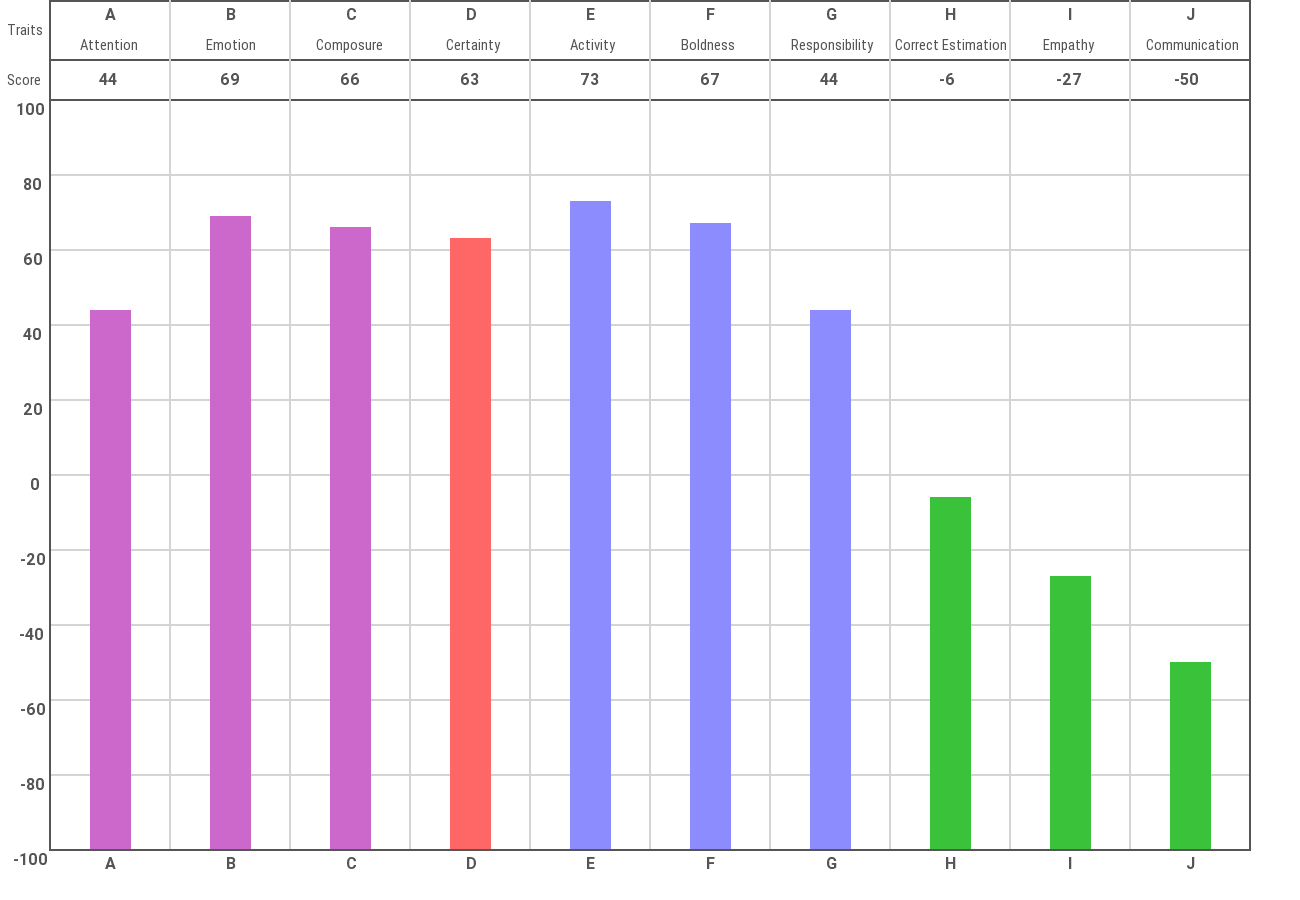 A B C D E F G H I J
Traits
Attention Emotion Composure Certainty Activity Boldness Responsibility Correct Estimation Empathy Communication
Score 44 69 66 63 73 67 44 -6 -27 -50
100
80
60
40
20
0
-20
-40
-60
-80
-100
A B C D E F G H I J